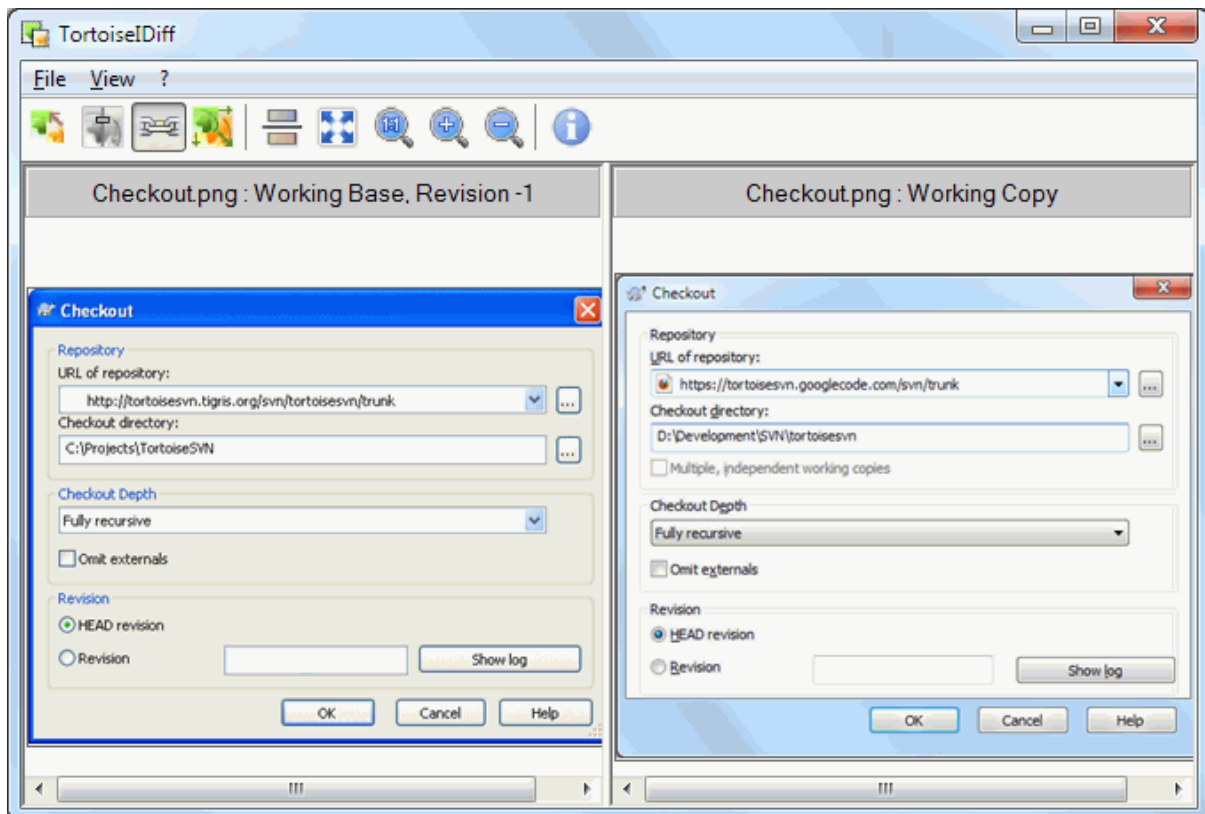 TortoiseIDiff
File View ?
1:1
Checkout.png : Working Base, Revision -1
Checkout
Repository
URL of repository:
http://tortoisesvn.tigris.org/svn/tortoisesvn/trunk
...
Checkout directory:
C:\Projects\TortoiseSVN
...
Checkout Depth
Fully recursive
Omit externals
Revision
HEAD revision
Revision
Show log
OK Cancel Help
Checkout.png : Working Copy
Checkout
Repository
URL of repository:
https://tortoisesvn.googlecode.com/svn/trunk
...
Checkout directory:
D:\Development\SVN\tortoisesvn
...
Multiple, independent working copies
Checkout Depth
Fully recursive
Omit externals
Revision
HEAD revision
Revision
Show log
OK Cancel Help